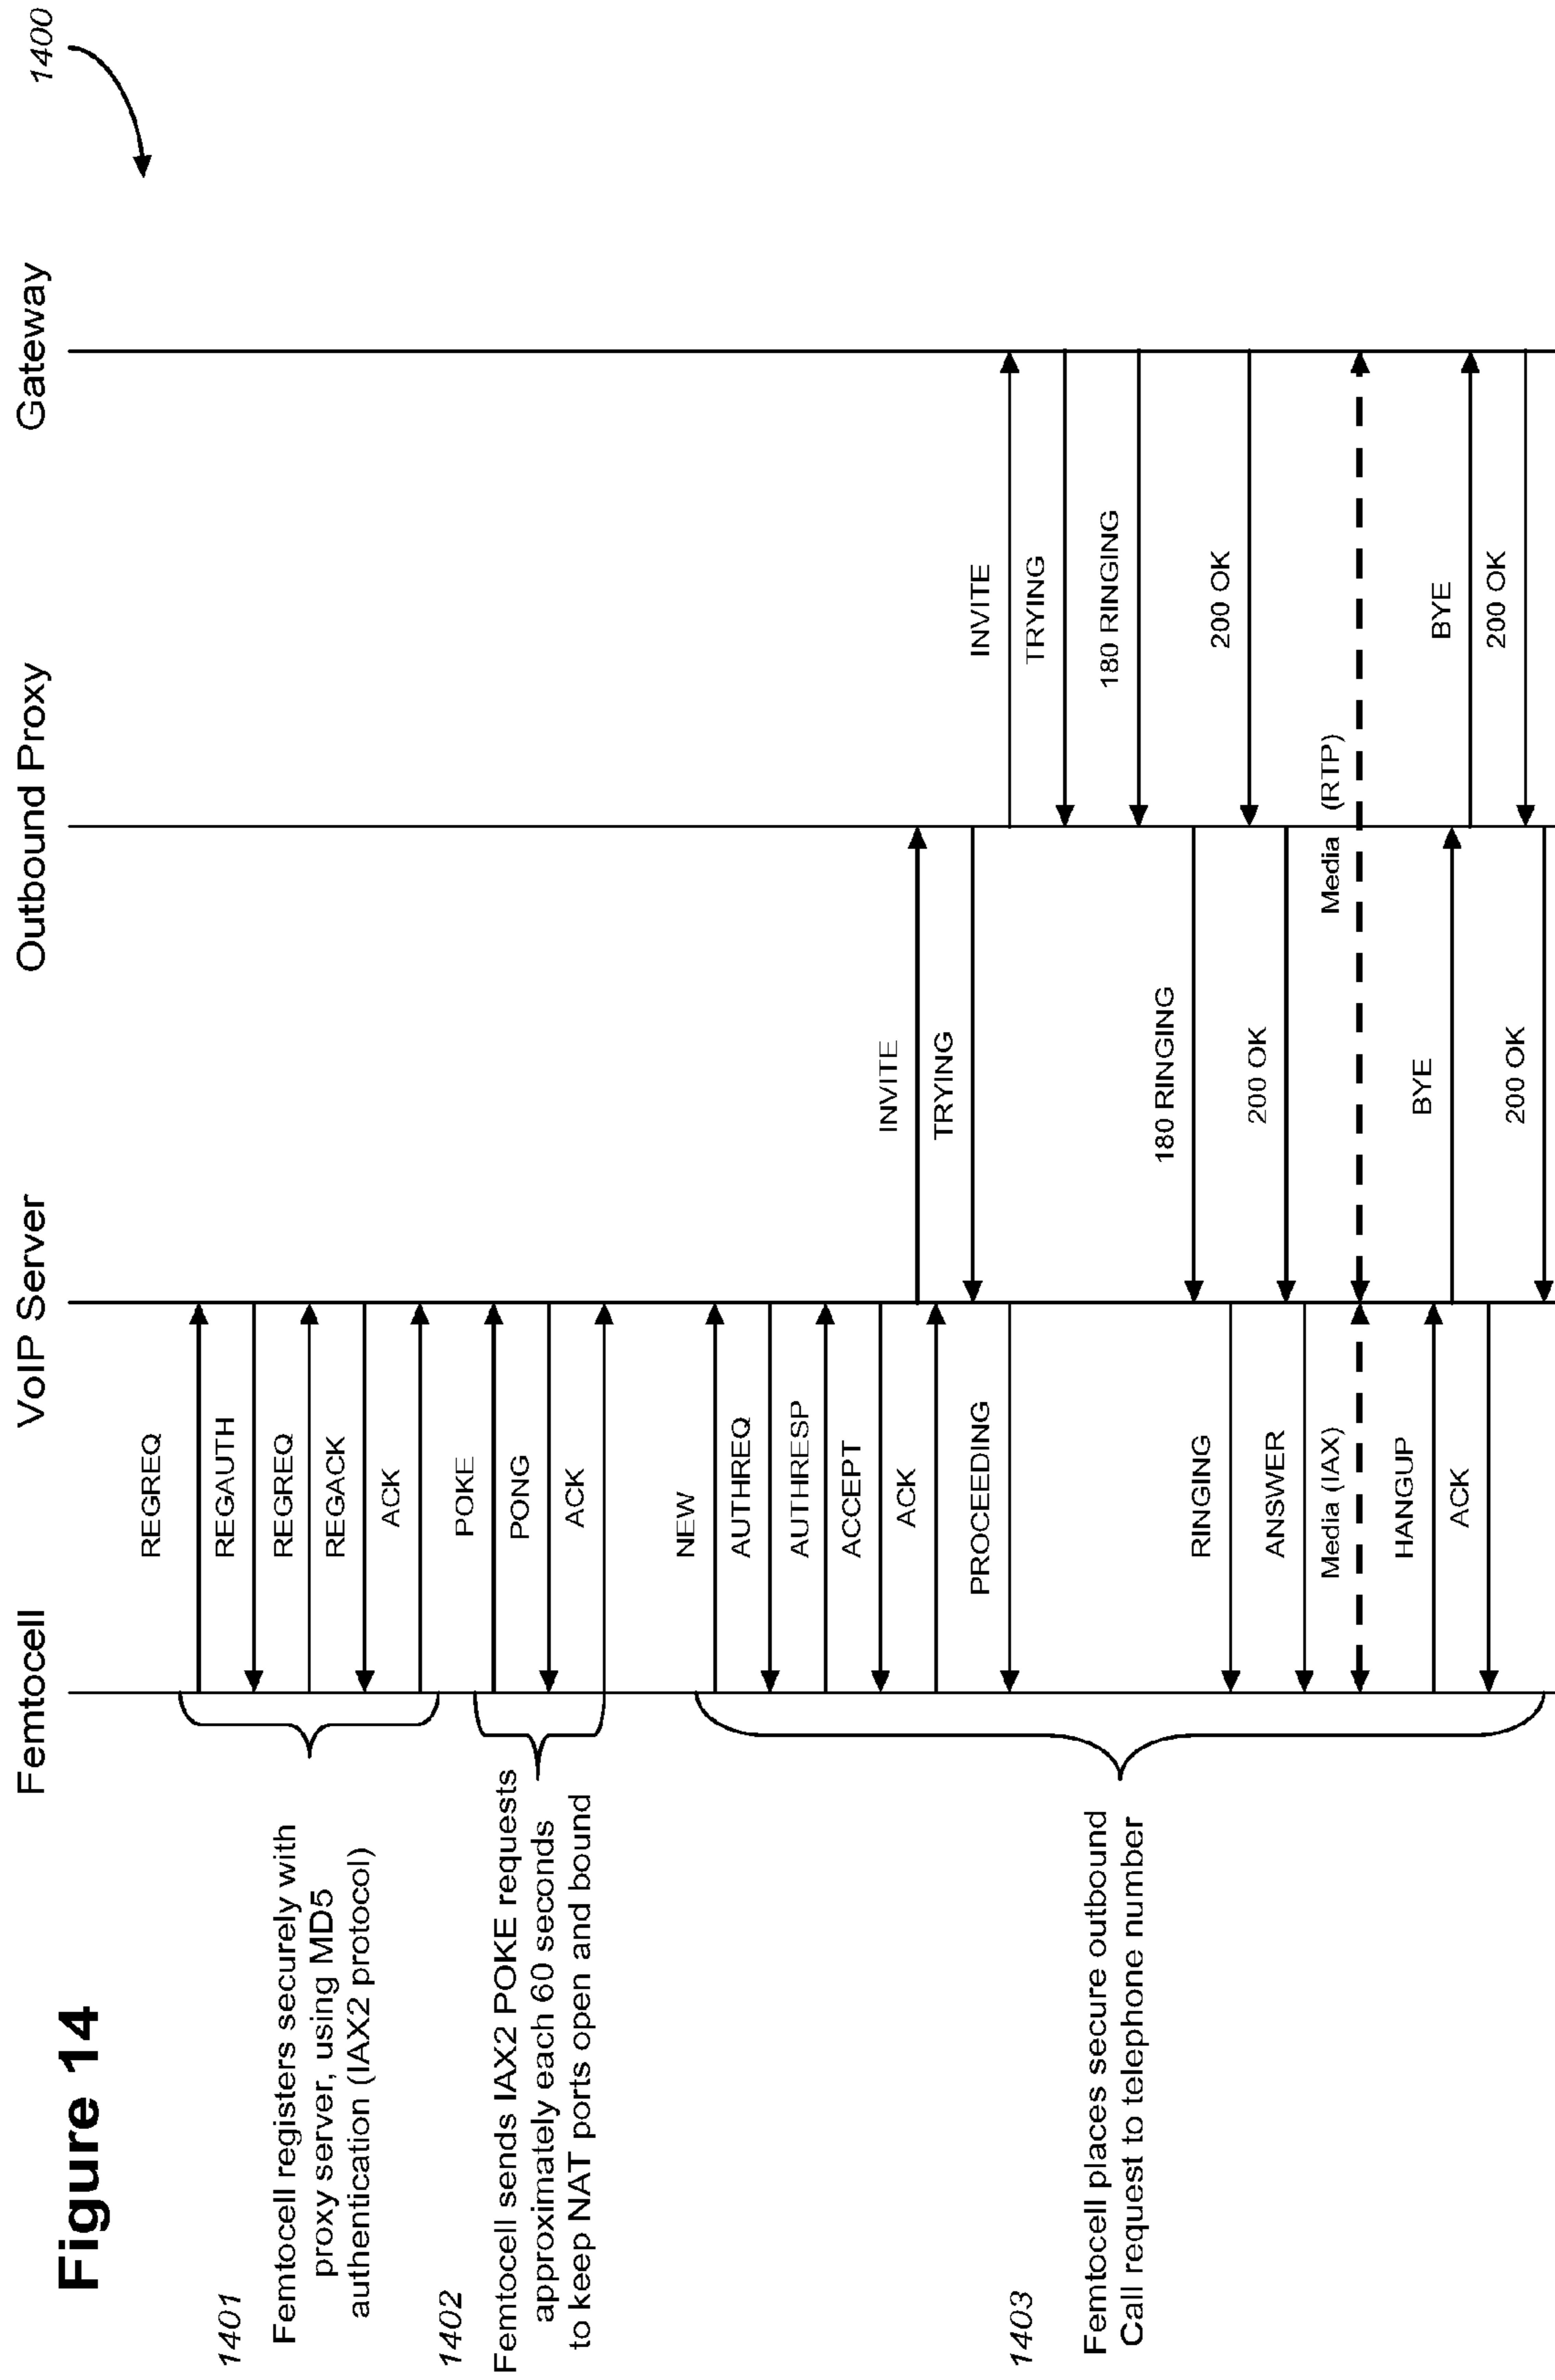 Figure 14
1400
Femtocell
VoIP Server
Outbound Proxy
Gateway
1401
Femtocell registers securely with
proxy server, using MD5
authentication (IAX2 protocol)
REGREQ
REGAUTH
REGREQ
REGACK
ACK
1402
Femtocell sends IAX2 POKE requests
approximately each 60 seconds
to keep NAT ports open and bound
POKE
PONG
ACK
1403
Femtocell places secure outbound
Call request to telephone number
NEW
AUTHREQ
AUTHRESP
ACCEPT
ACK
PROCEEDING
RINGING
ANSWER
Media (IAX)
HANGUP
ACK
INVITE
TRYING
180 RINGING
200 OK
Media (RTP)
BYE
200 OK
INVITE
TRYING
180 RINGING
200 OK
BYE
200 OK